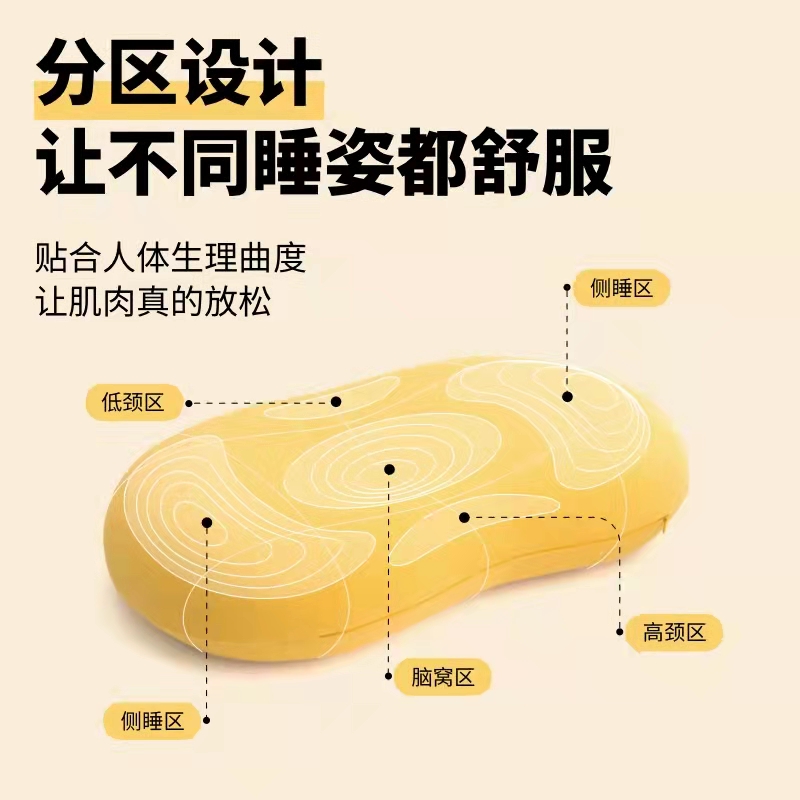 分区设计
让不同睡姿都舒服
贴合人体生理曲度
让肌肉真的放松
侧睡区
低颈区
高颈区
脑窝区
侧睡区